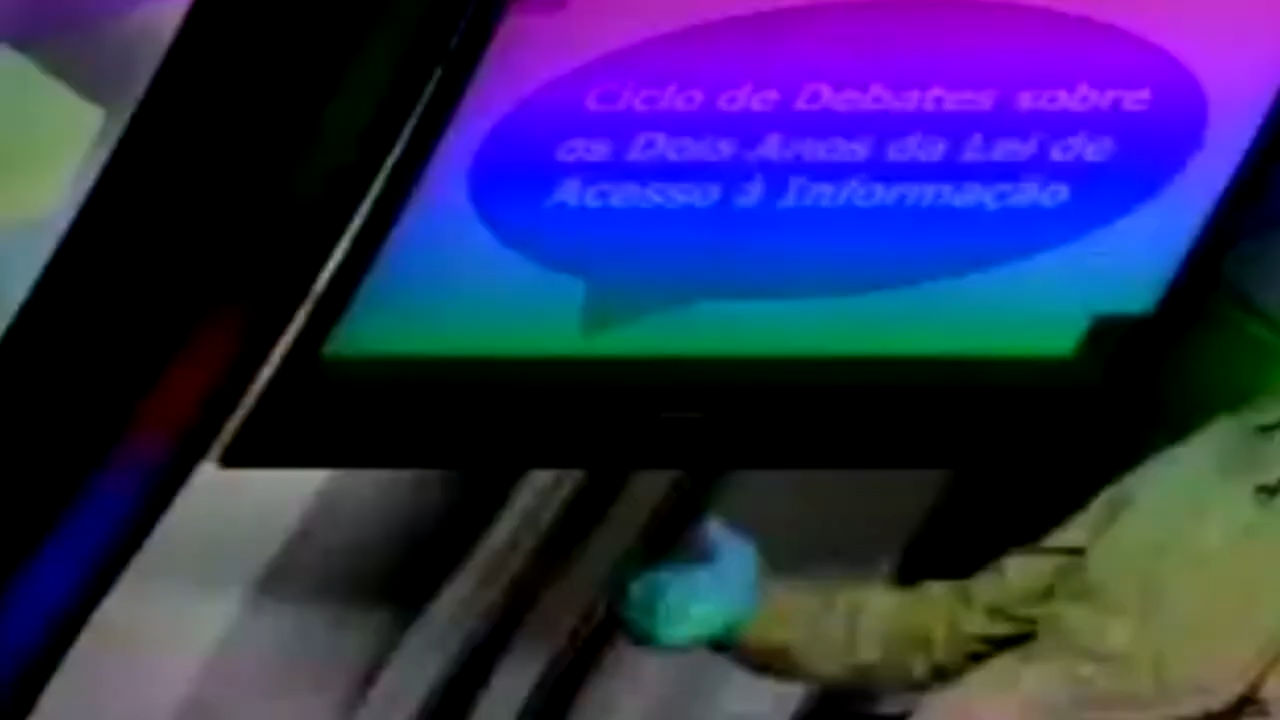 Ciclo de Debates sobre
os Dois Anos da Lei de
Acesso à Informação